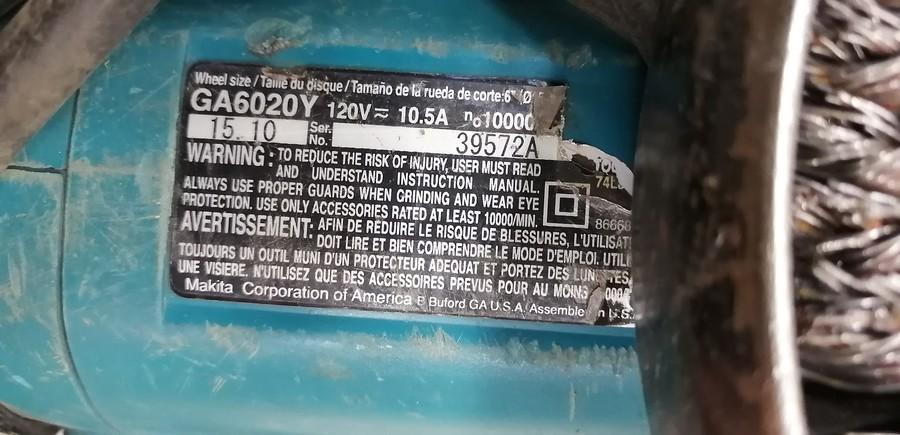 Wheel size / Taille du disque / Tamaño de la rueda de corte:6"
GA6020Y 120V⎓ 10.5A n₀10000
15. 10 Ser. No. 39572A
WARNING: TO REDUCE THE RISK OF INJURY, USER MUST READ
AND UNDERSTAND INSTRUCTION MANUAL.
ALWAYS USE PROPER GUARDS WHEN GRINDING AND WEAR EYE
PROTECTION. USE ONLY ACCESSORIES RATED AT LEAST 10000/MIN.
AVERTISSEMENT: AFIN DE RÉDUIRE LE RISQUE DE BLESSURES, L'UTILISAT
DOIT LIRE ET BIEN COMPRENDRE LE MODE D'EMPLOI. UTILI
TOUJOURS UN OUTIL MUNI D'UN PROTECTEUR ADEQUAT ET PORTEZ DES LUNETTES,
UNE VISIERE. N'UTILISEZ QUE DES ACCESSOIRES PREVUS POUR AU MOINS
Makita Corporation of America Buford GA U.S.A. Assemble in U.S.